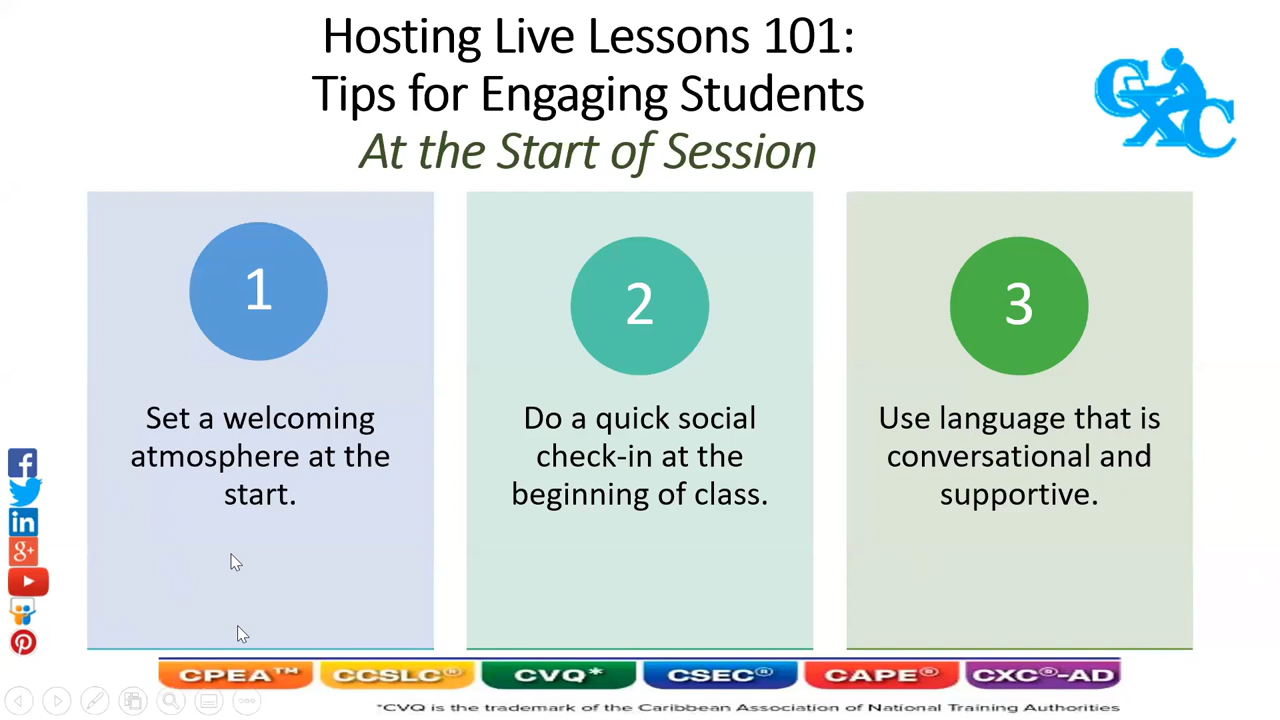 Hosting Live Lessons 101:
Tips for Engaging Students
At the Start of Session
CXC
1
Set a welcoming
atmosphere at the
start.
2
Do a quick social
check-in at the
beginning of class.
3
Use language that is
conversational and
supportive.
CPEA™ CCSLC® CVQ* CSEC® CAPE® CXC®-AD
*CVQ is the trademark of the Caribbean Association of National Training Authorities